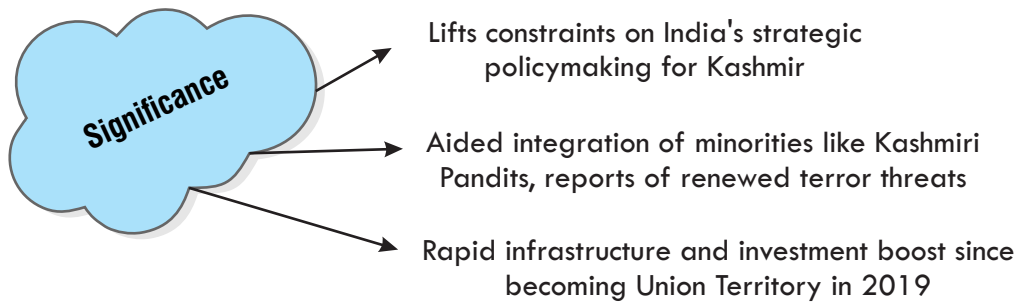 Significance
Lifts constraints on India's strategic
policymaking for Kashmir
Aided integration of minorities like Kashmiri
Pandits, reports of renewed terror threats
Rapid infrastructure and investment boost since
becoming Union Territory in 2019